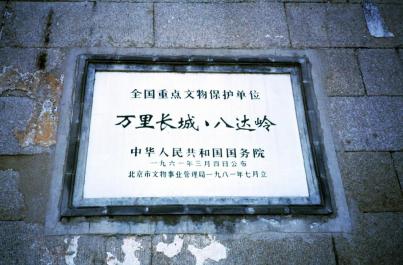 全国重点文物保护单位
万里长城·八达岭
中华人民共和国国务院
一九六一年三月四日公布
北京市文物事业管理局一九八一年七月立